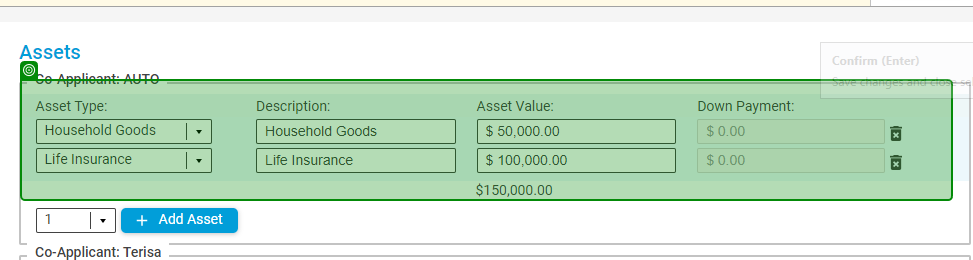 Assets
Co-Applicant: AUTO
Confirm (Enter)
Save changes and close se
Asset Type: Description: Asset Value: Down Payment:
Household Goods Household Goods $ 50,000.00 $ 0.00
Life Insurance Life Insurance $ 100,000.00 $ 0.00
$150,000.00
1 + Add Asset
Co-Applicant: Terisa